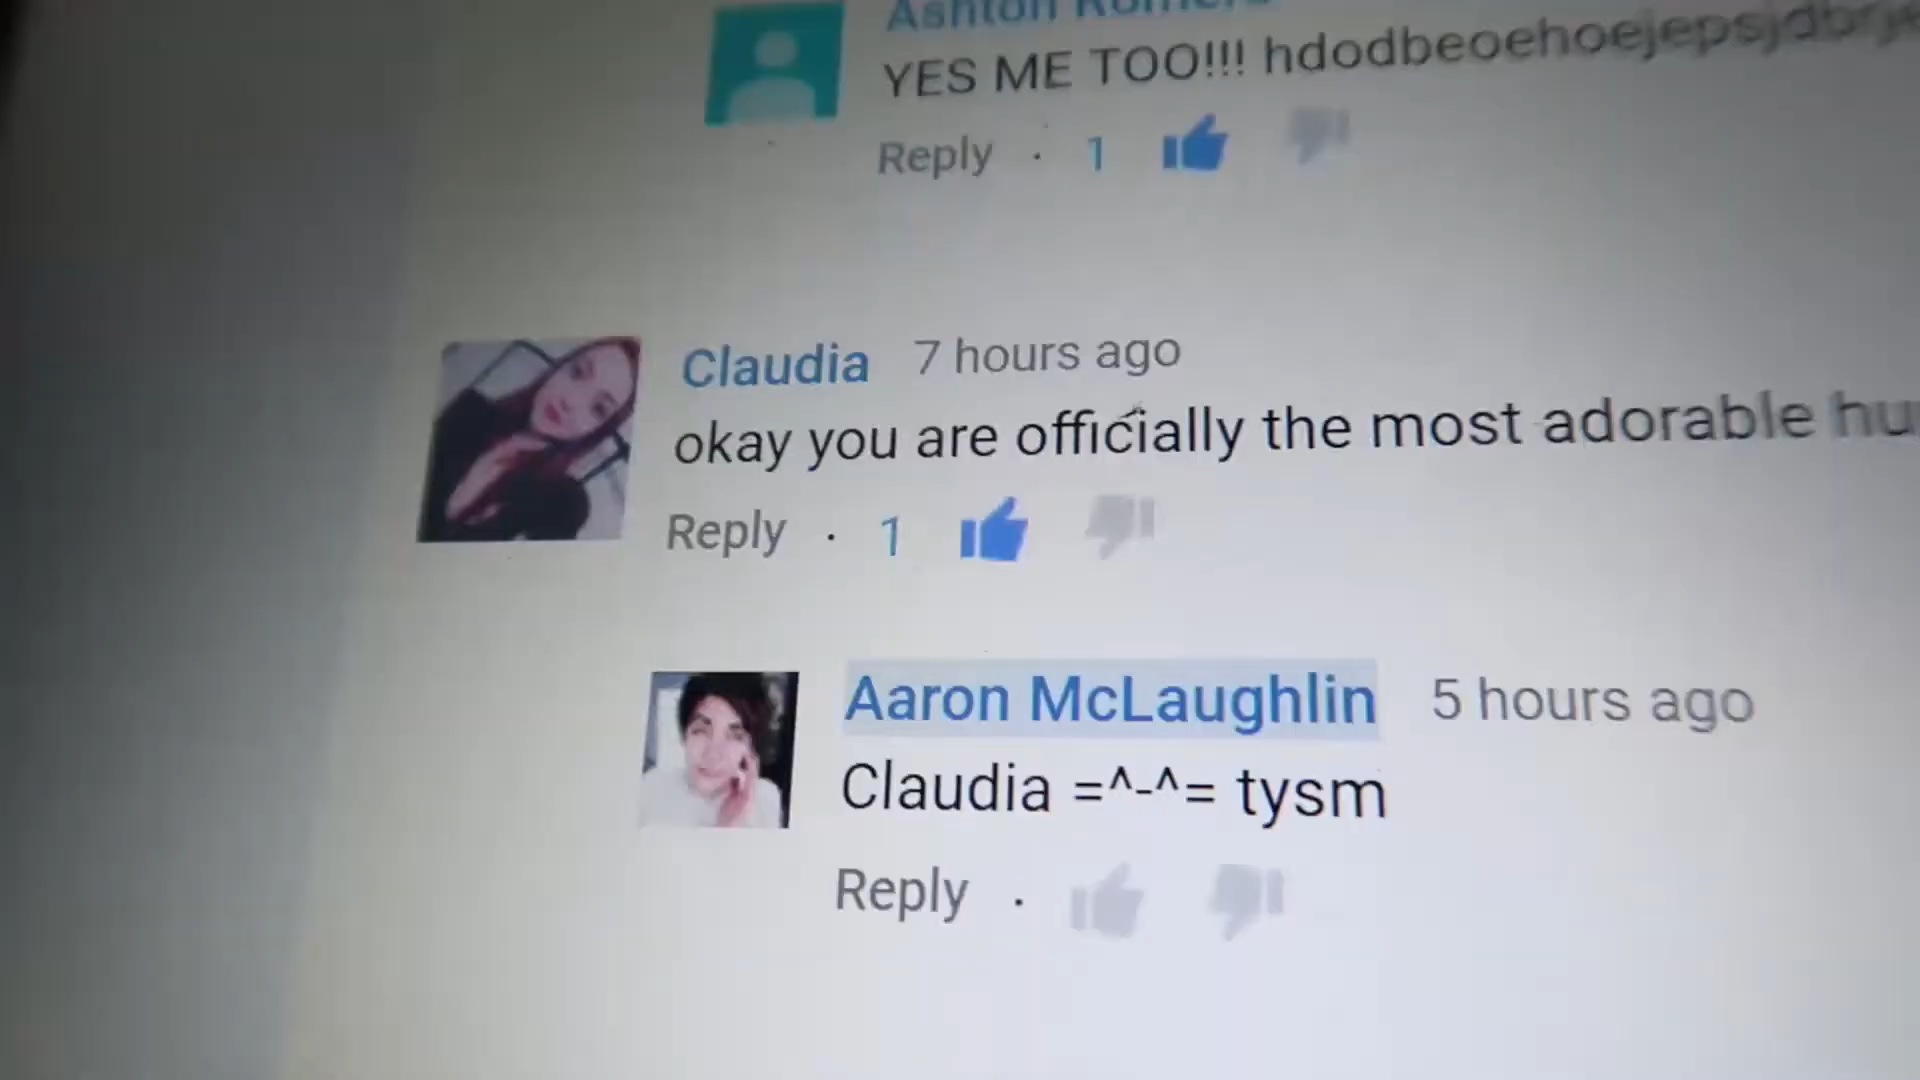 Ashton
YES ME TOO!!!
Reply · 1
Claudia 7 hours ago
okay you are officially the most adorable
Reply · 1
Aaron McLaughlin 5 hours ago
Claudia =^-^= tysm
Reply ·